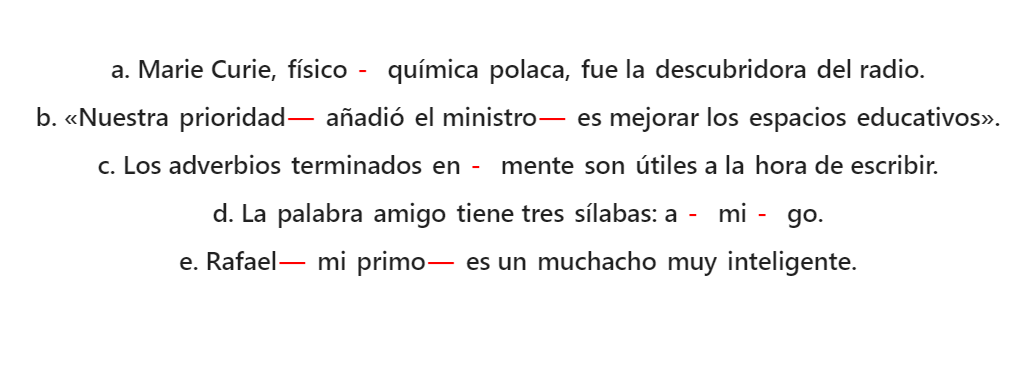 a. Marie Curie, físico - química polaca, fue la descubridora del radio.
b. «Nuestra prioridad— añadió el ministro— es mejorar los espacios educativos».
c. Los adverbios terminados en - mente son útiles a la hora de escribir.
d. La palabra amigo tiene tres sílabas: a - mi - go.
e. Rafael— mi primo— es un muchacho muy inteligente.